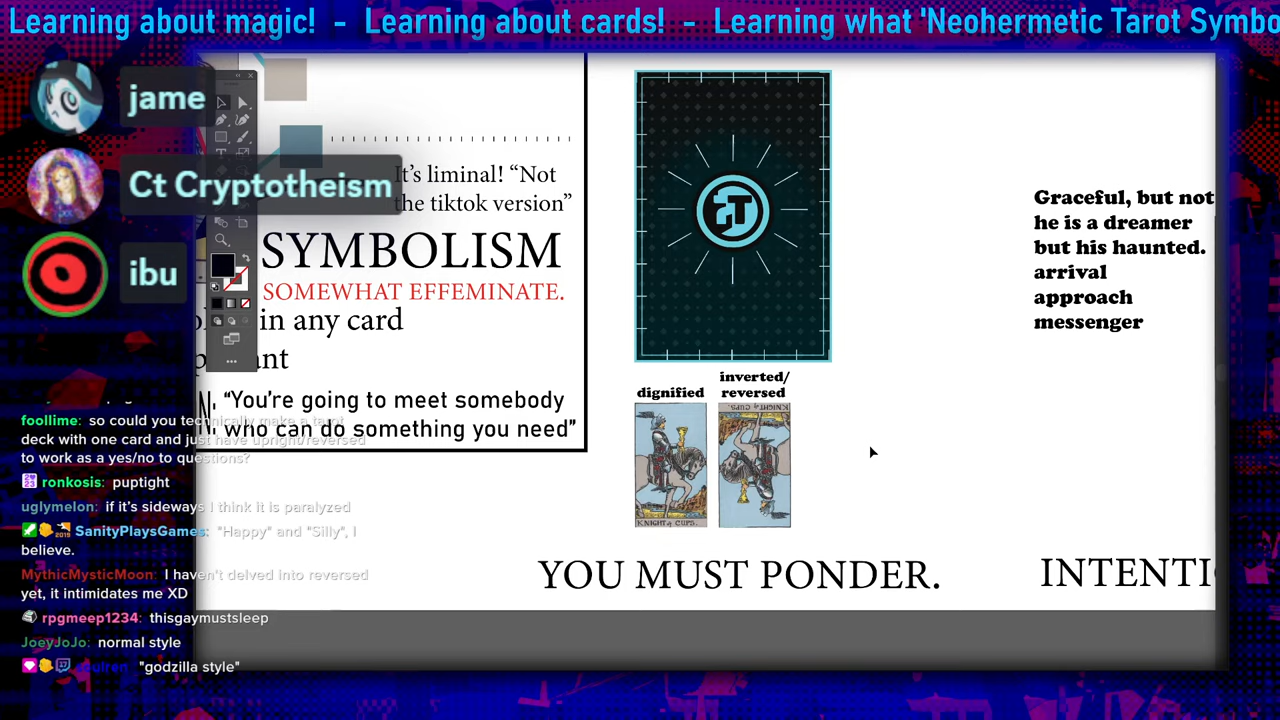 Learning about magic! - Learning about cards! - Learning what 'Neohermetic Tarot Symbo
jame
Ct Cryptotheism
ibu
It's liminal! "Not
the tiktok version"
SYMBOLISM
SOMEWHAT EFFEMINATE.
in any card
ant
"You're going to meet somebody
who can do something you need"
foollime: so could you technically make a tarot
deck with one card and just have upright/reversed
to work as a yes/no to questions?
ronkosis: puptight
uglymelon: if it's sideways I think it is paralyzed
SanityPlaysGames: "Happy" and "Silly", I
believe.
MythicMysticMoon: I haven't delved into reversed
yet, it intimidates me XD
rpgmeep1234: thisgaymustsleep
JoeyJoJo: normal style
"godzilla style"
dignified
inverted/
reversed
KNIGHT of CUPS.
KNIGHT of CUPS.
YOU MUST PONDER.
Graceful, but not
he is a dreamer
but his haunted.
arrival
approach
messenger
INTENTI